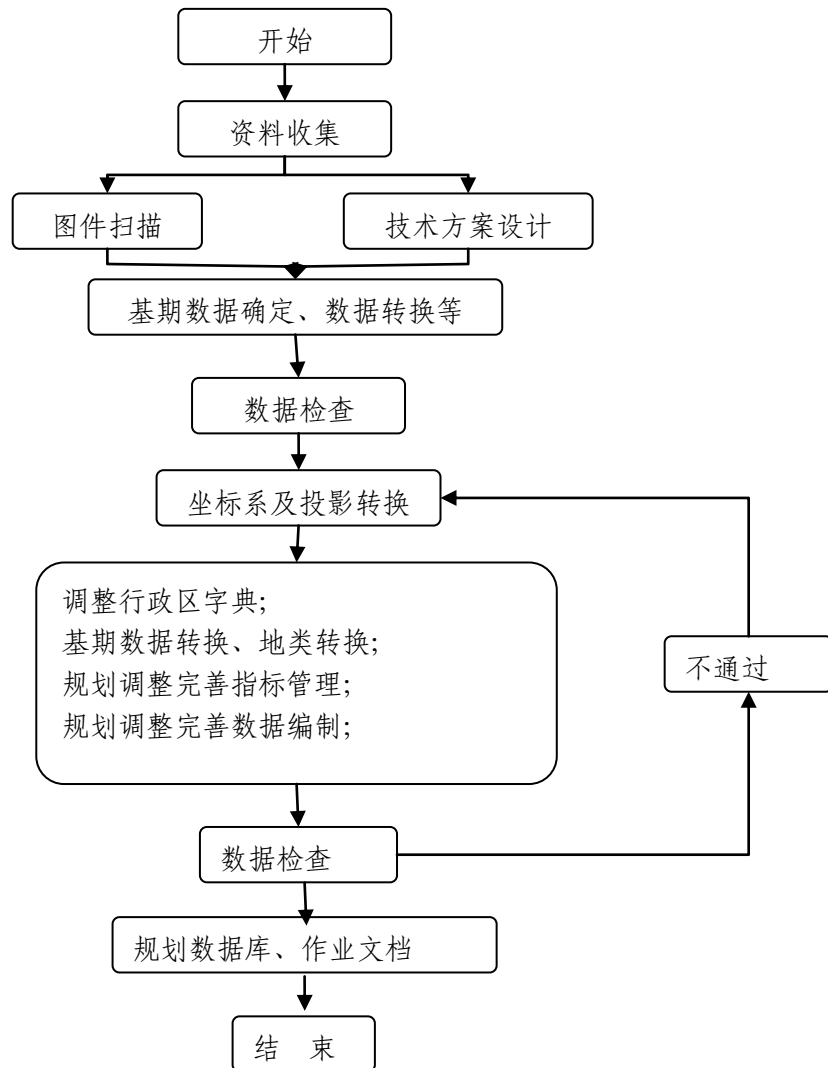 开始
资料收集
图件扫描
技术方案设计
基期数据确定、数据转换等
数据检查
坐标系及投影转换
调整行政区字典;
基期数据转换、地类转换;
规划调整完善指标管理;
规划调整完善数据编制;
不通过
数据检查
规划数据库、作业文档
结 束